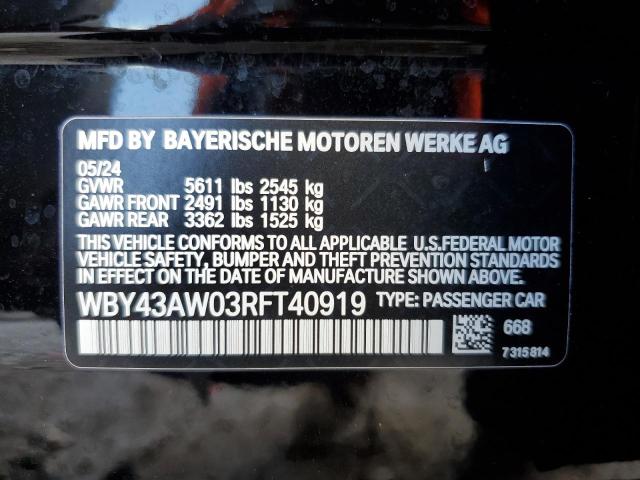 MFD BY BAYERISCHE MOTOREN WERKE AG
05/24
GVWR 5611 lbs 2545 kg
GAWR FRONT 2491 lbs 1130 kg
GAWR REAR 3362 lbs 1525 kg
THIS VEHICLE CONFORMS TO ALL APPLICABLE U.S.FEDERAL MOTOR
VEHICLE SAFETY, BUMPER AND THEFT PREVENTION STANDARDS
IN EFFECT ON THE DATE OF MANUFACTURE SHOWN ABOVE.
WBY43AW03RFT40919 TYPE: PASSENGER CAR
668
7315814